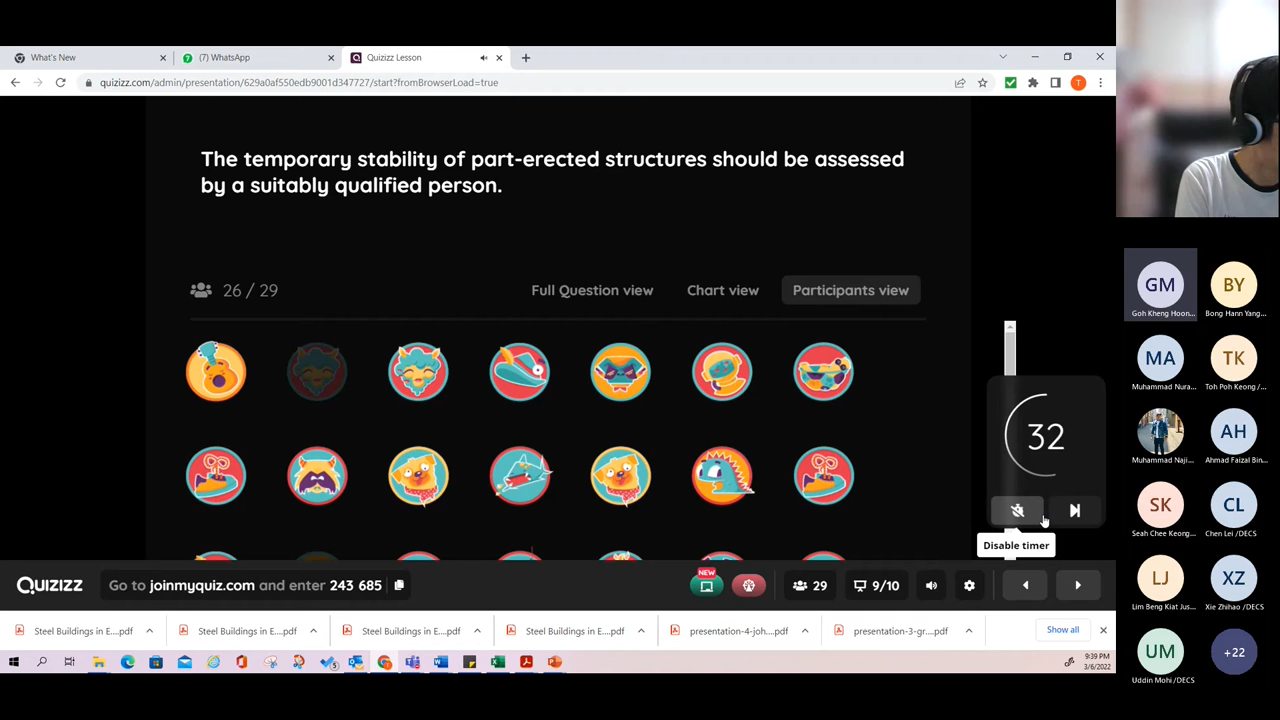 What's New
(7) WhatsApp
Quizizz Lesson
quizizz.com/admin/presentation/629a0af550edb9001d347727/start?fromBrowserLoad=true
T
The temporary stability of part-erected structures should be assessed
by a suitably qualified person.
26 / 29
Full Question view
Chart view
Participants view
32
Disable timer
QUIZIZZ
Go to joinmyquiz.com and enter 243 685
NEW
29
9/10
Steel Buildings in E....pdf
Steel Buildings in E....pdf
Steel Buildings in E....pdf
Steel Buildings in E....pdf
presentation-4-joh....pdf
presentation-3-gr....pdf
Show all
9:39 PM
3/6/2022
GM
Goh Kheng Hoon...
BY
Bong Hann Yang...
MA
Muhammad Nura...
TK
Toh Poh Keong /...
Muhammad Naji...
AH
Ahmad Faizal Bin...
SK
Seah Chee Keong...
CL
Chen Lei /DECS
LJ
Lim Beng Kiat Jus...
XZ
Xie Zhihao /DECS
UM
Uddin Mohi /DECS
+22